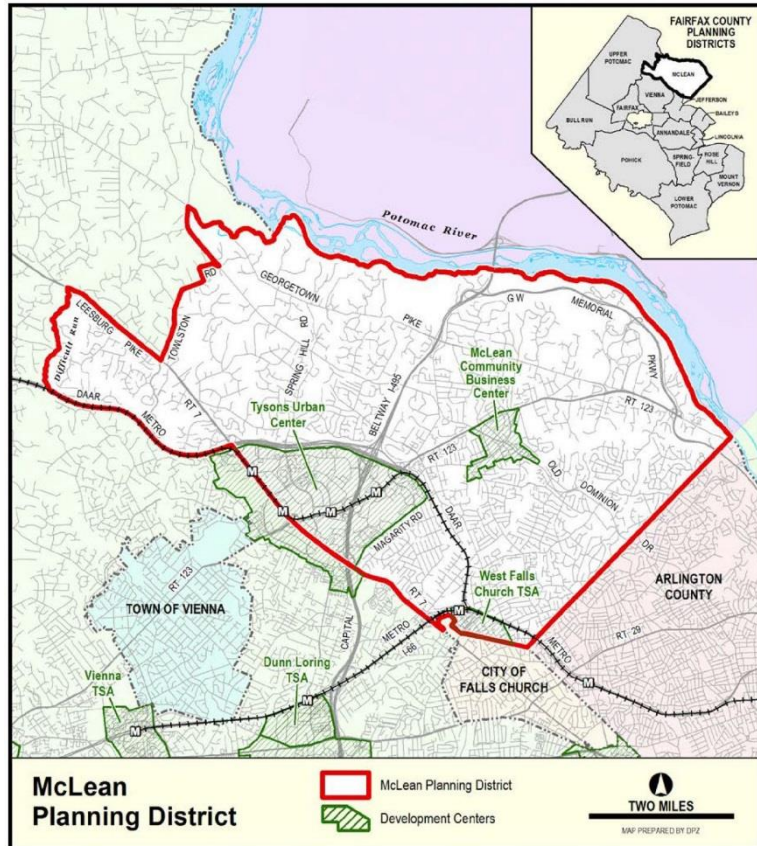 FAIRFAX COUNTY
PLANNING
DISTRICTS
UPPER
POTOMAC
MCLEAN
VIENNA
JEFFERSON
FAIRFAX
BAILEYS
BULL RUN
ANNANDALE
LINCOLNIA
POHICK
SPRING-
FIELD
ROSE
HILL
MOUNT
VERNON
LOWER
POTOMAC
Potomac River
RD
GEORGETOWN
PIKE
G W
MEMORIAL
PKWY
LEESBURG
PIKE
TOWLSTON
SPRING HILL RD
Difficult Run
BELTWAY I-495
McLean
Community
Business
Center
DAAR
METRO
RT 7
Tysons Urban
Center
RT 123
RT 123
OLD
DOMINION
DR
M
M
M
M
MAGARITY RD
DAAR
ARLINGTON
COUNTY
RT 123
TOWN OF VIENNA
RT 7
West Falls
Church TSA
M
CAPITAL
METRO
I-66
RT 29
METRO
Vienna
TSA
Dunn Loring
TSA
CITY OF
FALLS CHURCH
M
M
M
McLean
Planning District
McLean Planning District
Development Centers
TWO MILES
MAP PREPARED BY DPZ